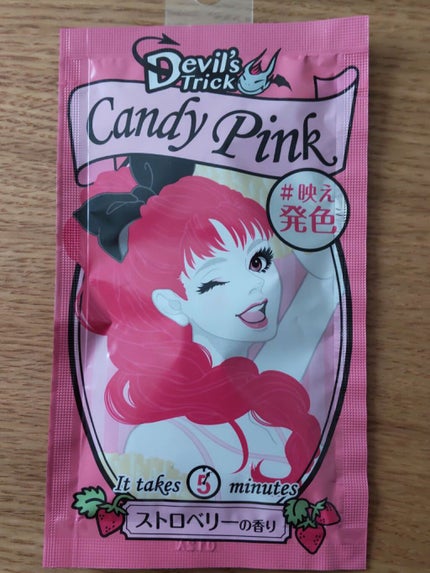 Devil's
Trick
Candy Pink
#映え
発色
It takes 5 minutes
ストロベリーの香り